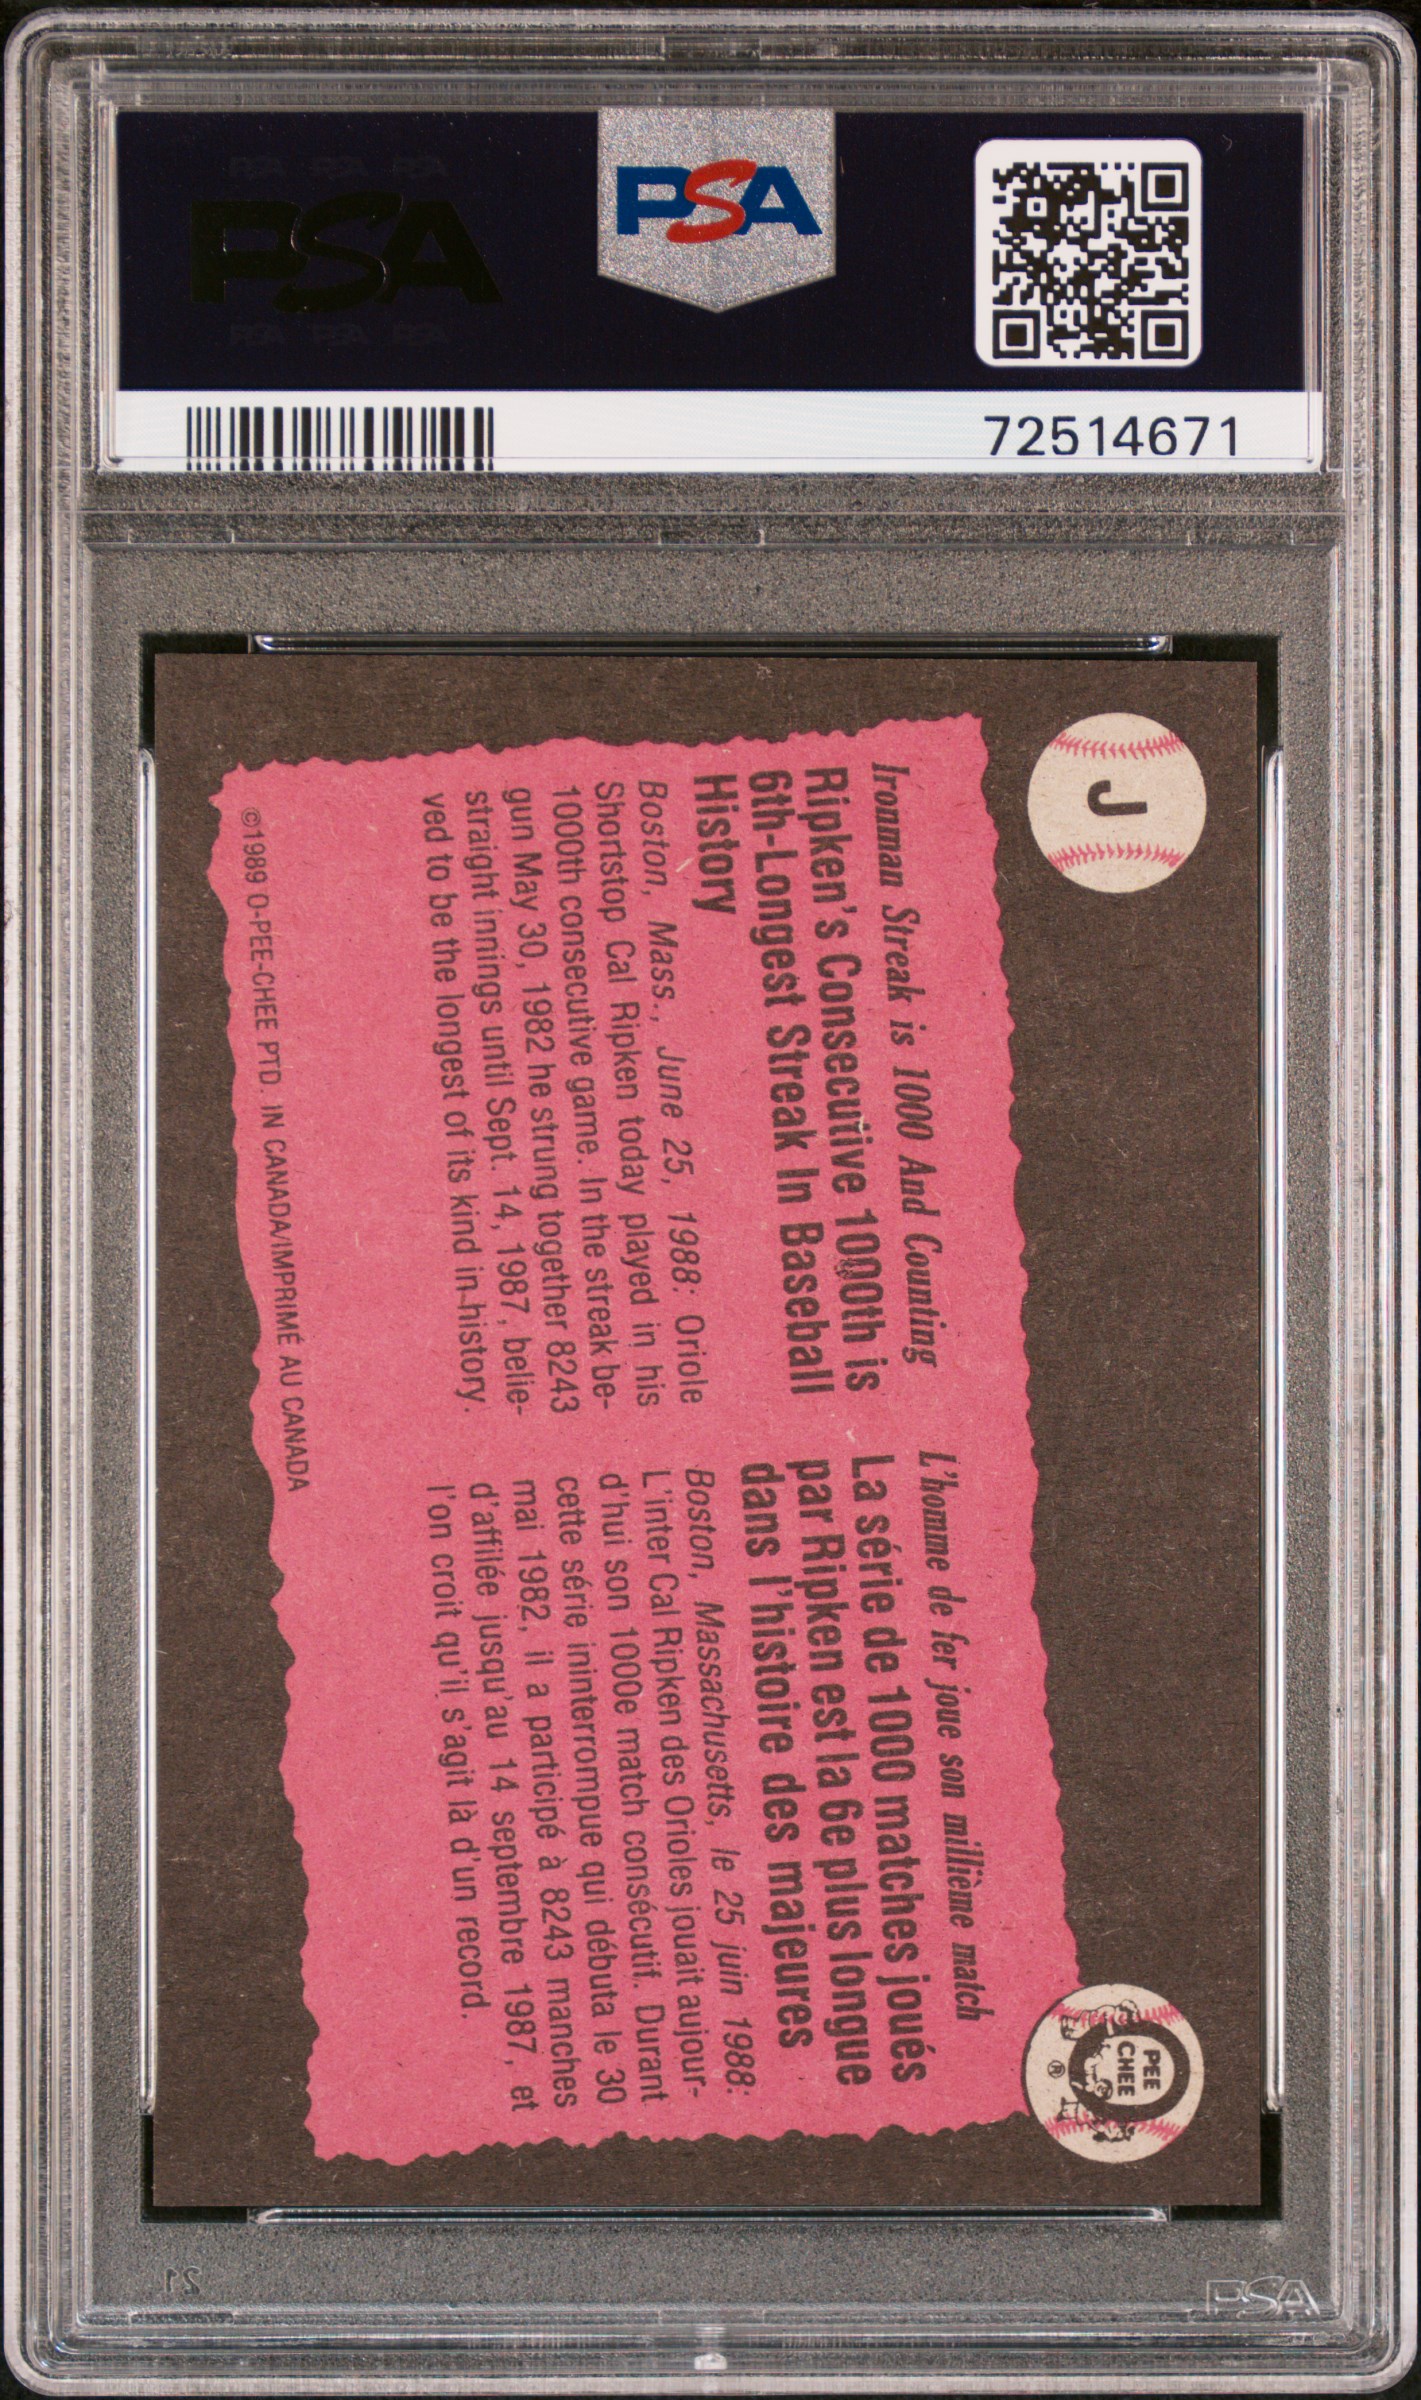 PSA PSA PSA
PSA
PSA PSA PSA
PSA
72514671
J
Ironman Streak is 1000 And Counting
Ripken's Consecutive 1000th is
6th-Longest Streak In Baseball
History
Boston, Mass., June 25, 1988: Oriole
Shortstop Cal Ripken today played in his
1000th consecutive game. In the streak be-
gun May 30, 1982 he strung together 8243
straight innings until Sept. 14, 1987, belie-
ved to be the longest of its kind in history.
©1989 O-PEE-CHEE PTD. IN CANADA/IMPRIMÉ AU CANADA
L'homme de fer joue son millième match
La série de 1000 matches joués
par Ripken est la 6e plus longue
dans l'histoire des majeures
Boston, Massachusetts, le 25 juin 1988:
L'inter Cal Ripken des Orioles jouait aujour-
d'hui son 1000e match consécutif. Durant
cette série ininterrompue qui débuta le 30
mai 1982, il a participé à 8243 manches
d'affilée jusqu'au 14 septembre 1987, et
l'on croit qu'il s'agit là d'un record.
O
PEE
CHEE
®
21
PSA